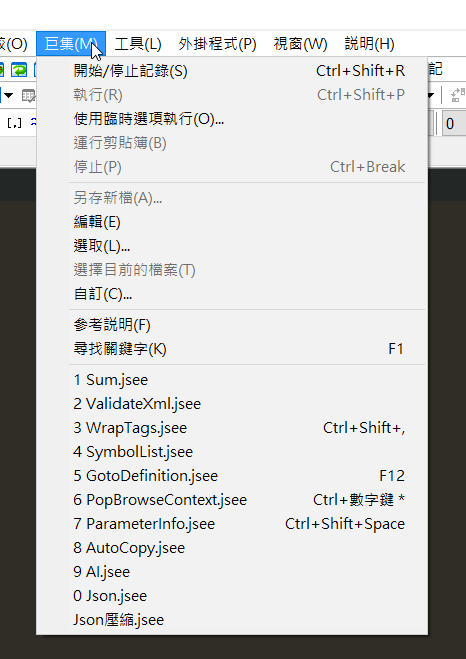 較(O) 巨集(M) 工具(L) 外掛程式(P) 視窗(W) 說明(H)
開始/停止記錄(S) Ctrl+Shift+R 記
執行(R) Ctrl+Shift+P
使用臨時選項執行(O)...
[,] 0
運行剪貼簿(B)
停止(P) Ctrl+Break
另存新檔(A)...
編輯(E)
選取(L)...
選擇目前的檔案(T)
自訂(C)...
參考說明(F)
尋找關鍵字(K) F1
1 Sum.jsee
2 ValidateXml.jsee
3 WrapTags.jsee Ctrl+Shift+,
4 SymbolList.jsee
5 GotoDefinition.jsee F12
6 PopBrowseContext.jsee Ctrl+數字鍵 *
7 ParameterInfo.jsee Ctrl+Shift+Space
8 AutoCopy.jsee
9 AI.jsee
0 Json.jsee
Json壓縮.jsee